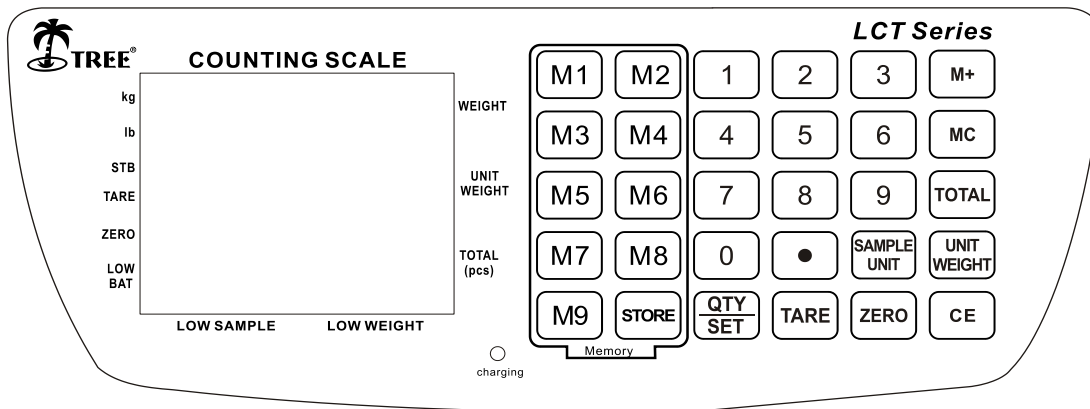 LCT Series
TREE®
COUNTING SCALE
kg
lb
STB
TARE
ZERO
LOW
BAT
WEIGHT
UNIT
WEIGHT
TOTAL
(pcs)
LOW SAMPLE LOW WEIGHT
charging
M1 M2 1 2 3 M+
M3 M4 4 5 6 MC
M5 M6 7 8 9 TOTAL
M7 M8 0 • SAMPLE UNIT UNIT WEIGHT
M9 STORE QTY SET TARE ZERO CE
Memory